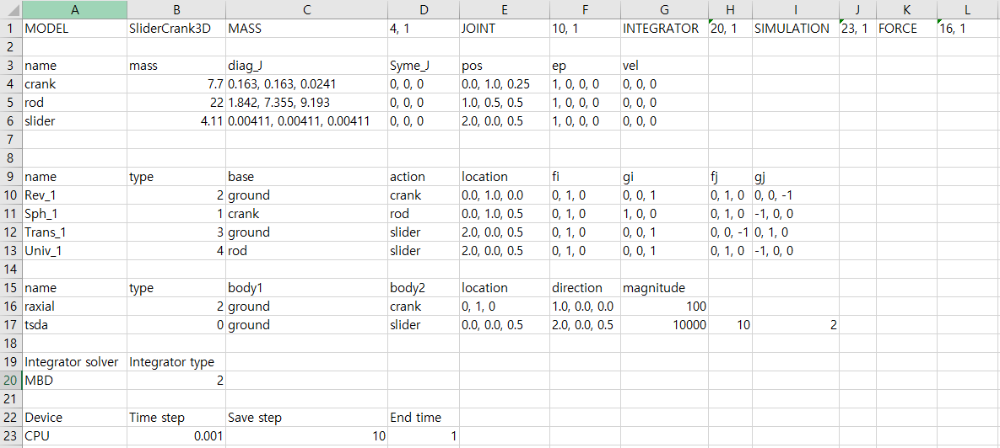 A B C D E F G H I J K L
1 MODEL SliderCrank3D MASS 4, 1 JOINT 10, 1 INTEGRATOR 20, 1 SIMULATION 23, 1 FORCE 16, 1
2
3 name mass diag_J Syme_J pos ep vel
4 crank 7.7 0.163, 0.163, 0.0241 0, 0, 0 0.0, 1.0, 0.25 1, 0, 0, 0 0, 0, 0
5 rod 22 1.842, 7.355, 9.193 0, 0, 0 1.0, 0.5, 0.5 1, 0, 0, 0 0, 0, 0
6 slider 4.11 0.00411, 0.00411, 0.00411 0, 0, 0 2.0, 0.0, 0.5 1, 0, 0, 0 0, 0, 0
7
8
9 name type base action location fi gi fj gj
10 Rev_1 2 ground crank 0.0, 1.0, 0.0 0, 1, 0 0, 0, 1 0, 1, 0 0, 0, -1
11 Sph_1 1 crank rod 0.0, 1.0, 0.5 0, 1, 0 1, 0, 0 0, 1, 0 -1, 0, 0
12 Trans_1 3 ground slider 2.0, 0.0, 0.5 0, 1, 0 0, 0, 1 0, 0, -1 0, 1, 0
13 Univ_1 4 rod slider 2.0, 0.0, 0.5 0, 1, 0 0, 0, 1 0, 1, 0 -1, 0, 0
14
15 name type body1 body2 location direction magnitude
16 raxial 2 ground crank 0, 1, 0 1.0, 0.0, 0.0 100
17 tsda 0 ground slider 0.0, 0.0, 0.5 2.0, 0.0, 0.5 10000 10 2
18
19 Integrator solver Integrator type
20 MBD 2
21
22 Device Time step Save step End time
23 CPU 0.001 10 1